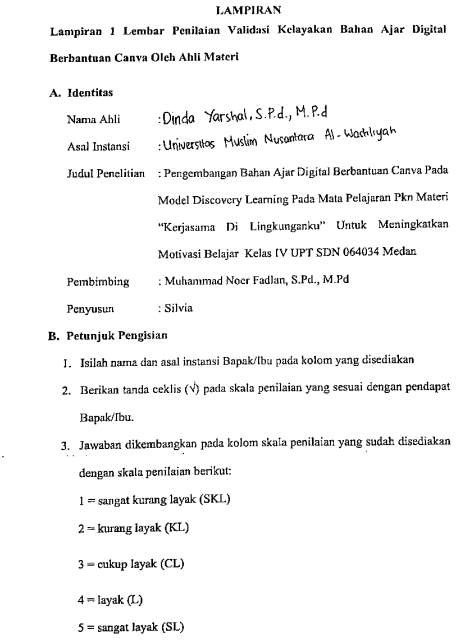 LAMPIRAN
Lampiran 1 Lembar Penilaian Validasi Kelayakan Bahan Ajar Digital
Berbantuan Canva Oleh Ahli Materi
A. Identitas
Nama Ahli : Dinda Yarshal, S.Pd., M.Pd
Asal Instansi : Universitas Muslim Nusantara Al-Washliyah
Judul Penelitian : Pengembangan Bahan Ajar Digital Berbantuan Canva Pada
Model Discovery Learning Pada Mata Pelajaran Pkn Materi
"Kerjasama Di Lingkunganku" Untuk Meningkatkan
Motivasi Belajar Kelas IV UPT SDN 064034 Medan
Pembimbing : Muhammad Noer Fadlan, S.Pd., M.Pd
Penyusun : Silvia
B. Petunjuk Pengisian
1. Isilah nama dan asal instansi Bapak/Ibu pada kolom yang disediakan
2. Berikan tanda ceklis (√) pada skala penilaian yang sesuai dengan pendapat
Bapak/Ibu.
3. Jawaban dikembangkan pada kolom skala penilaian yang sudah disediakan
dengan skala penilaian berikut:
1 = sangat kurang layak (SKL)
2 = kurang layak (KL)
3 = cukup layak (CL)
4 = layak (L)
5 = sangat layak (SL)